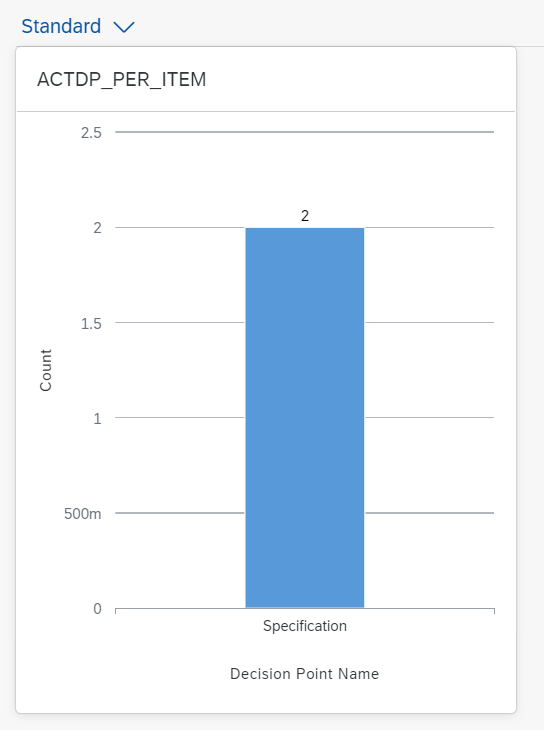 Standard
ACTDP_PER_ITEM
2.5
2
2
1.5
Count
1
500m
0
Specification
Decision Point Name